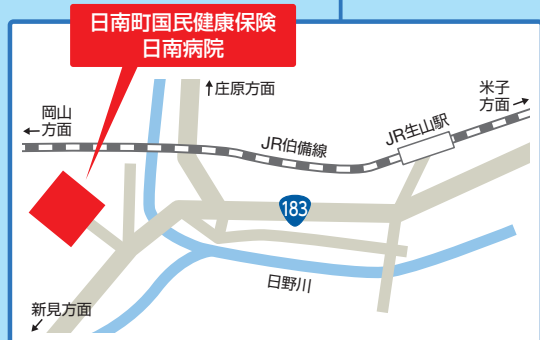 日南町国民健康保険
日南病院
↑庄原方面
米子
方面
岡山
←方面
JR伯備線
JR生山駅
183
日野川
新見方面